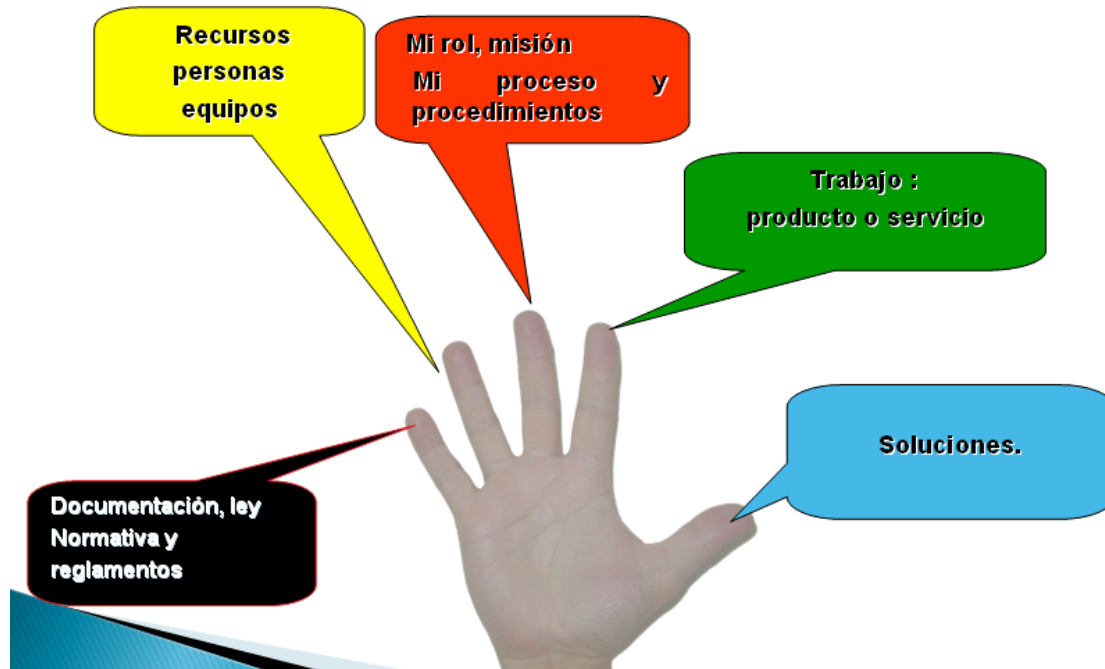 Recursos
personas
equipos
Mi rol, misión
Mi proceso y
procedimientos
Trabajo :
producto o servicio
Soluciones.
Documentación, ley
Normativa y
reglamentos